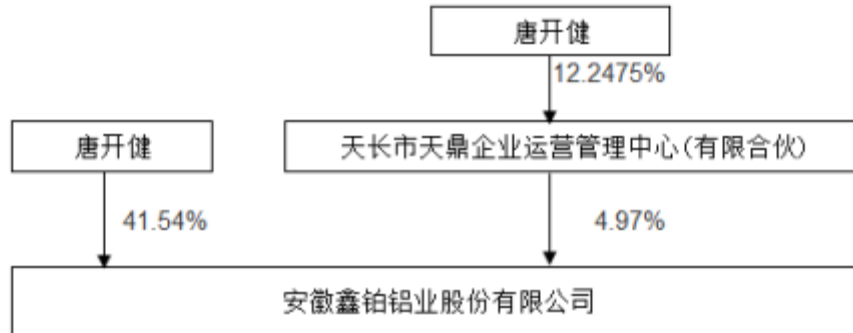 唐开健
12.2475%
唐开健
天长市天鼎企业运营管理中心(有限合伙)
41.54%
4.97%
安徽鑫铂铝业股份有限公司